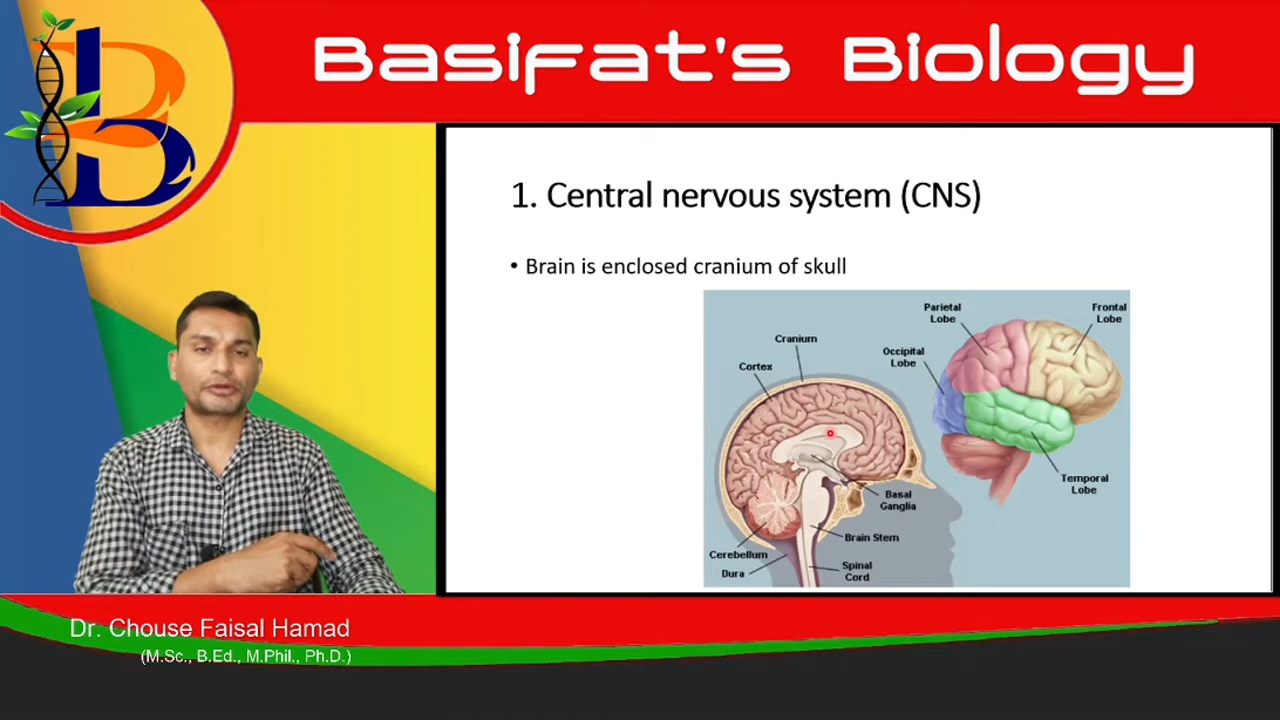 Basifat's Biology
1. Central nervous system (CNS)
• Brain is enclosed cranium of skull
Parietal
Lobe
Frontal
Lobe
Occipital
Lobe
Cranium
Cortex
Temporal
Lobe
Basal
Ganglia
Brain Stem
Cerebellum
Spinal
Cord
Dura
Dr. Chouse Faisal Hamad
(M.Sc., B.Ed., M.Phil., Ph.D.)